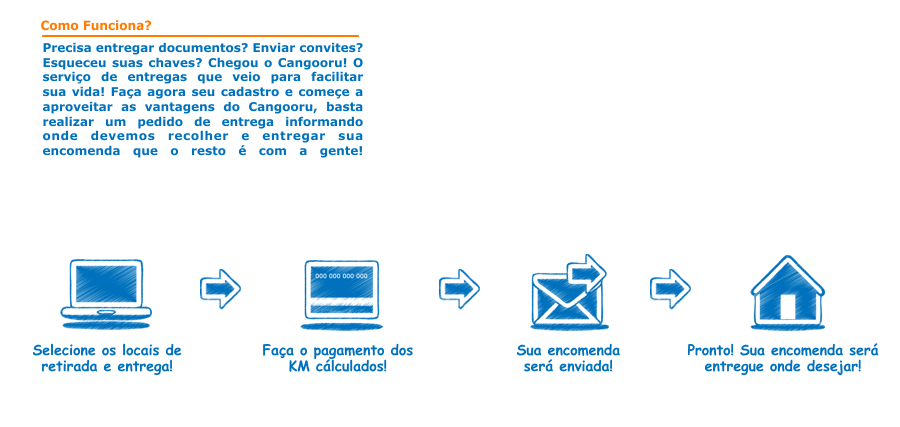 Como Funciona?
Precisa entregar documentos? Enviar convites?
Esqueceu suas chaves? Chegou o Cangooru! O
serviço de entregas que veio para facilitar
sua vida! Faça agora seu cadastro e começe a
aproveitar as vantagens do Cangooru, basta
realizar um pedido de entrega informando
onde devemos recolher e entregar sua
encomenda que o resto é com a gente!
000 000 000 000
Selecione os locais de
retirada e entrega!
Faça o pagamento dos
KM cálculados!
Sua encomenda
será enviada!
Pronto! Sua encomenda será
entregue onde desejar!